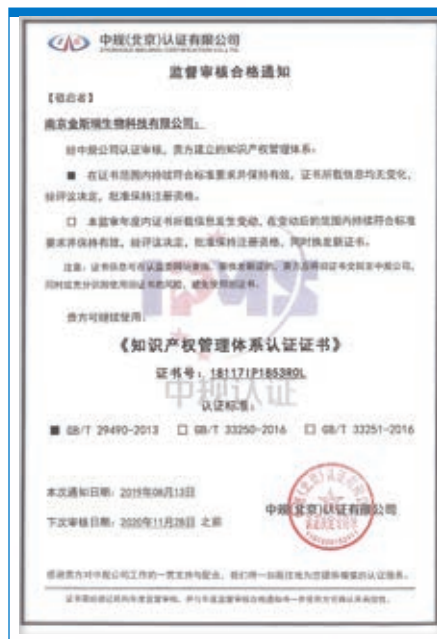 中规(北京)认证有限公司
监督审核合格通知
【敬启者】
南京金斯瑞生物科技有限公司：
经中规公司认证审核，贵方建立的知识产权管理体系：
■ 在证书范围内持续符合标准要求并保持有效，证书所载信息均无变化，
经评议决定，批准保持注册资格。
□ 本监审年度内证书所载信息发生变动，在变动后的范围内持续符合标准
要求并保持有效，经评议决定，批准保持注册资格，同时换发新证书。
贵方可继续使用：
IPMS
《知识产权管理体系认证证书》
证书号：18117IP1853R0L
中规认证
认证标准：
■ GB/T 29490-2013 □ GB/T 33250-2016 □ GB/T 33251-2016
本次通知日期：2019年08月13日
中规(北京)认证有限公司
下次审核日期：2020年11月28日 之前